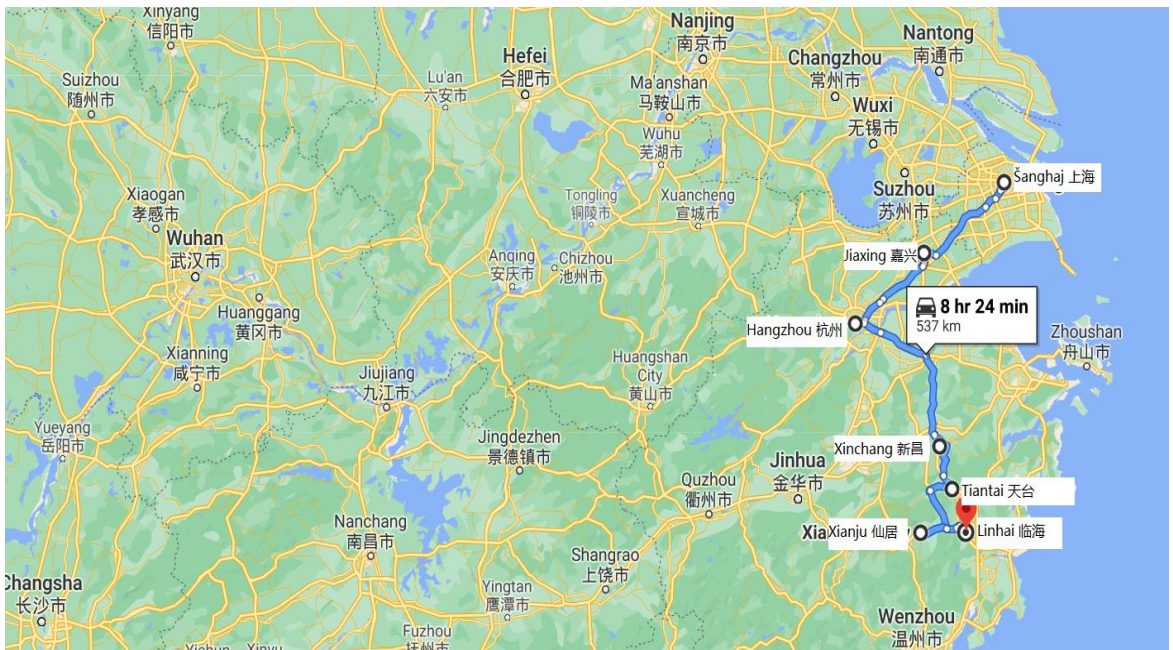 Xinyang
信阳市
Nanjing
南京市
Nantong
南通市
Hefei
合肥市
Changzhou
常州市
Lu'an
六安市
Ma'anshan
马鞍山市
Suizhou
随州市
Wuxi
无锡市
Wuhu
芜湖市
Šanghaj 上海
Suzhou
苏州市
Xiaogan
孝感市
Tongling
铜陵市
Xuancheng
宣城市
Wuhan
武汉市
Anqing
安庆市
Chizhou
池州市
Jiaxing 嘉兴
Huanggang
黄冈市
8 hr 24 min
537 km
Hangzhou 杭州
Zhoushan
舟山市
Xianning
咸宁市
Huangshan
City
黄山市
Jiujiang
九江市
Yueyang
岳阳市
Jingdezhen
景德镇市
Xinchang 新昌
Jinhua
金华市
Quzhou
衢州市
Tiantai 天台
Nanchang
南昌市
Xia
Xianju 仙居
Linhai 临海
Shangrao
上饶市
Changsha
长沙市
Yingtan
鹰潭市
Wenzhou
温州市
Fuzhou
抚州市